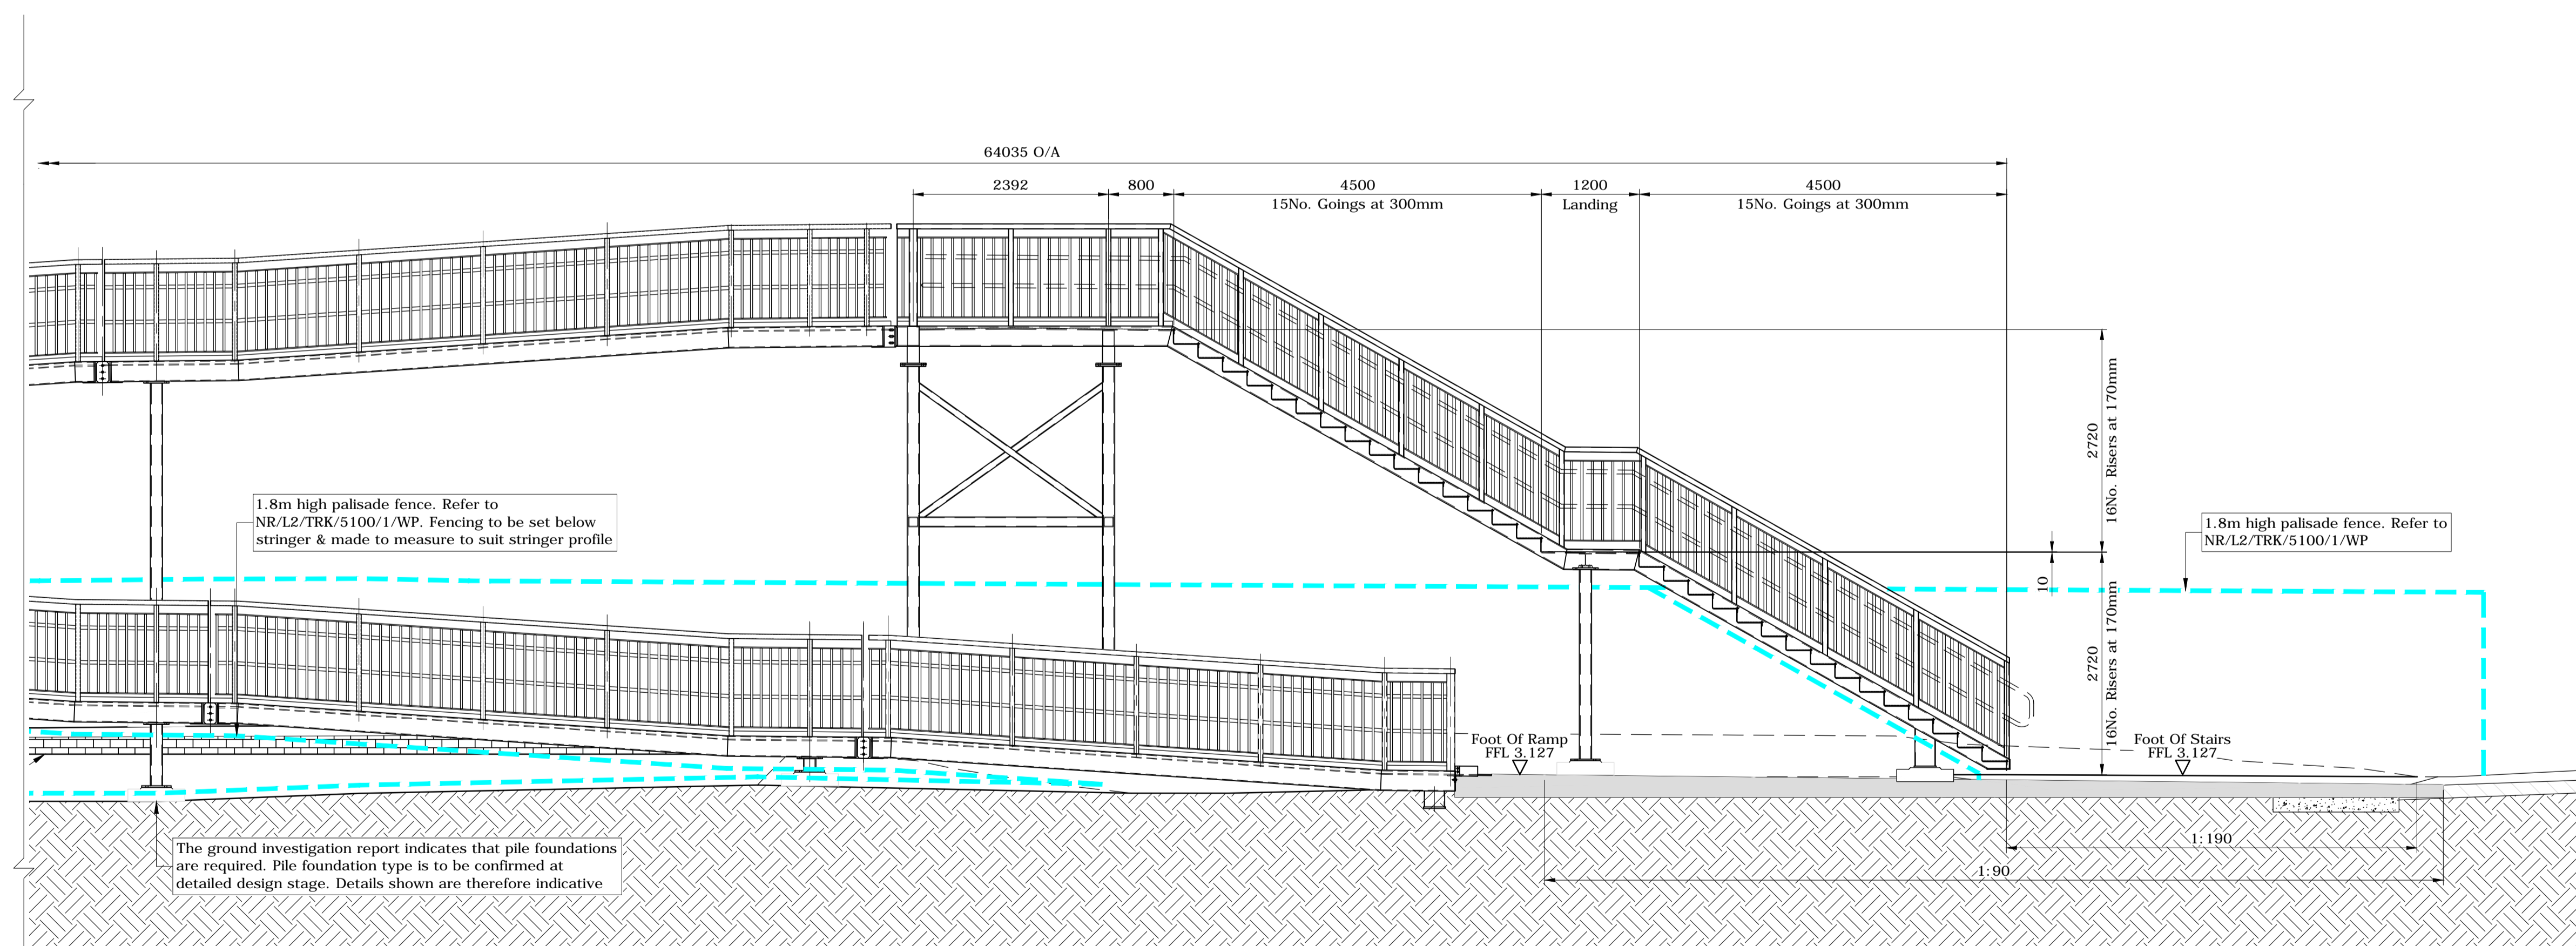 64035 O/A
2392
800
4500
1200
4500
15No. Goings at 300mm
Landing
15No. Goings at 300mm
2720
16No. Risers at 170mm
1.8m high palisade fence. Refer to
NR/L2/TRK/5100/1/WP. Fencing to be set below
stringer & made to measure to suit stringer profile
1.8m high palisade fence. Refer to
NR/L2/TRK/5100/1/WP
10
2720
16No. Risers at 170mm
Foot Of Ramp
FFL 3.127
Foot Of Stairs
FFL 3.127
1:190
1:90
The ground investigation report indicates that pile foundations
are required. Pile foundation type is to be confirmed at
detailed design stage. Details shown are therefore indicative